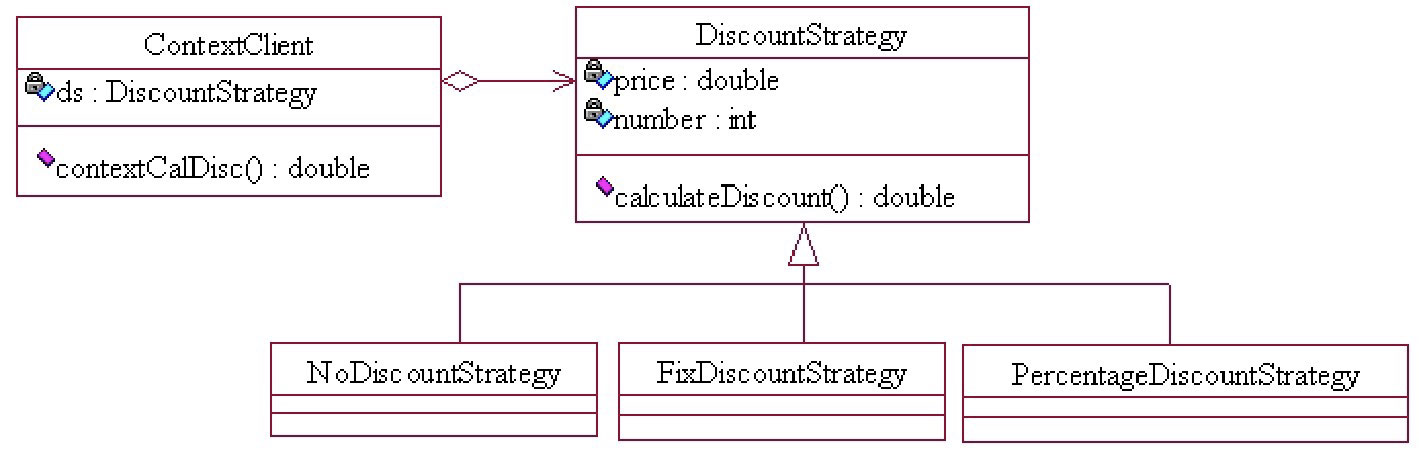 ContextClient
ds : DiscountStrategy
contextCalDisc() : double
DiscountStrategy
price : double
number : int
calculateDiscount() : double
NoDiscountStrategy
FixDiscountStrategy
PercentageDiscountStrategy